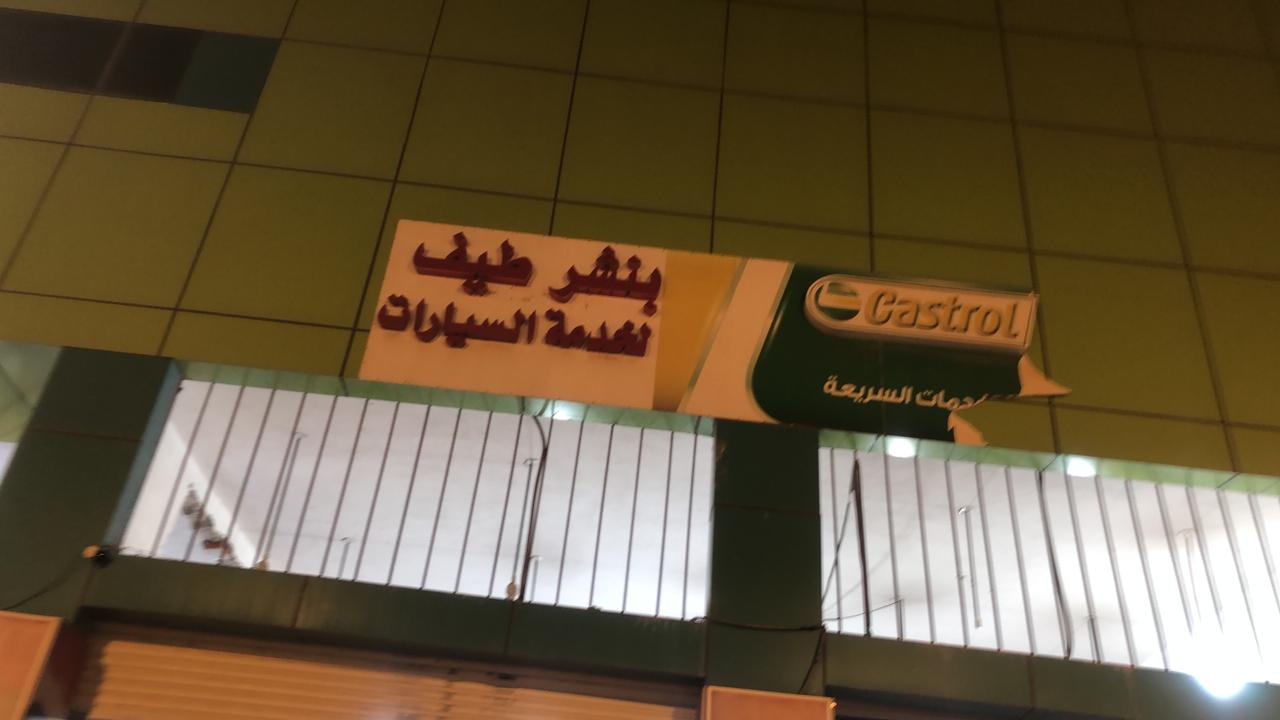 بنشر طيف
لخدمة السيارات
Castrol
السريعة